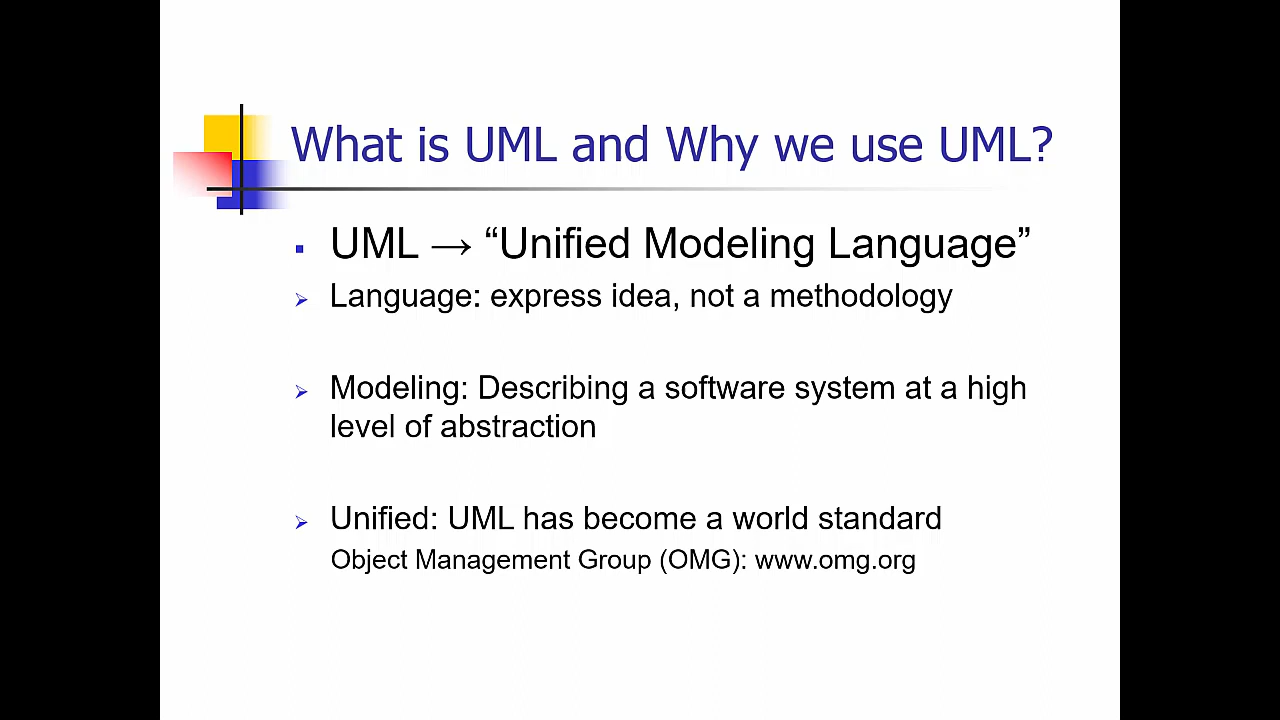 What is UML and Why we use UML?
UML → “Unified Modeling Language”
Language: express idea, not a methodology
Modeling: Describing a software system at a high
level of abstraction
Unified: UML has become a world standard
Object Management Group (OMG): www.omg.org